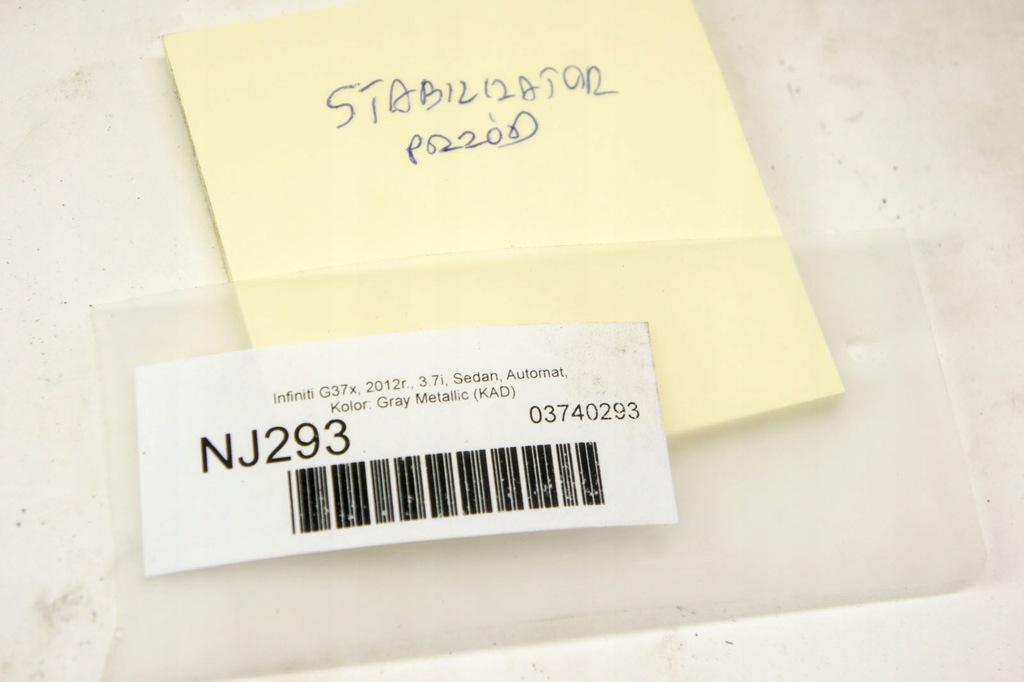 STABILIZATOR
PRZÓD
Infiniti G37x, 2012r., 3.7i, Sedan, Automat,
Kolor: Gray Metallic (KAD)
03740293
NJ293